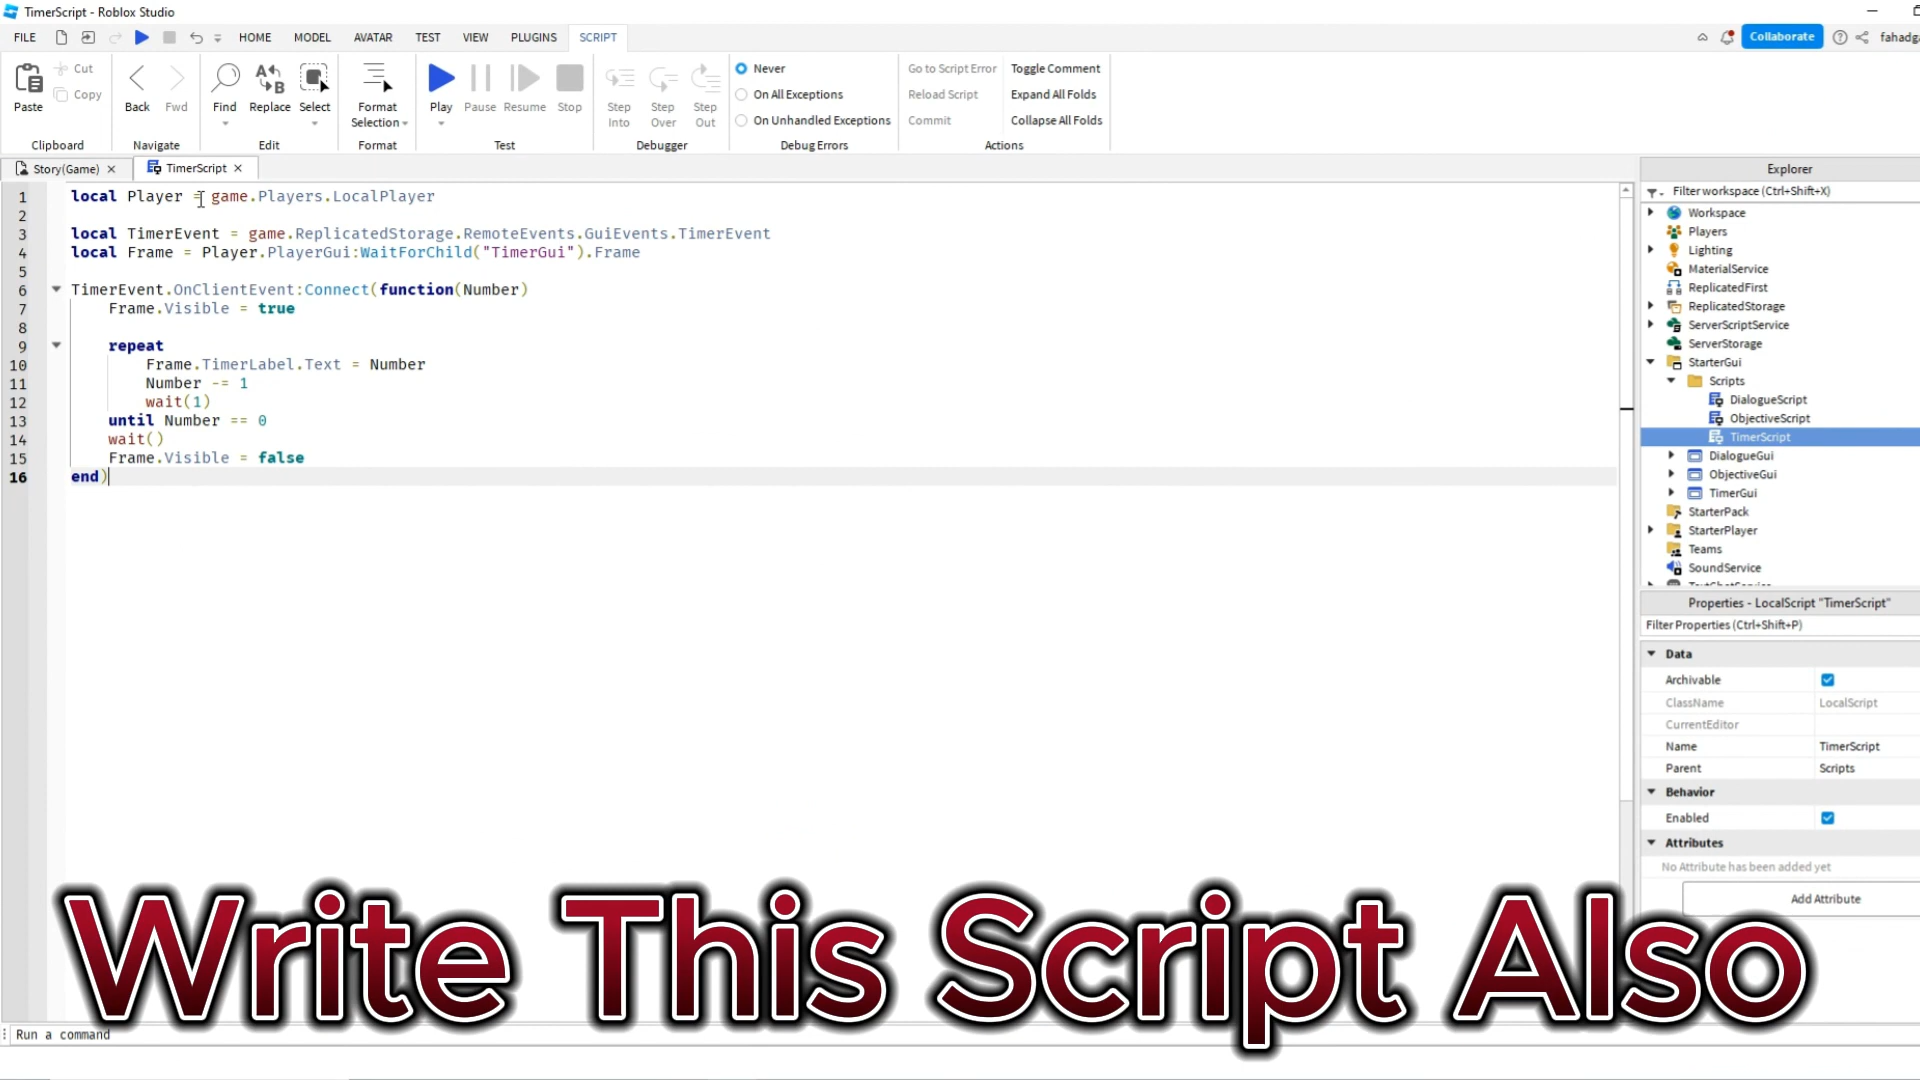 TimerScript - Roblox Studio
FILE HOME MODEL AVATAR TEST VIEW PLUGINS SCRIPT Collaborate
Cut Never Go to Script Error Toggle Comment
Copy On All Exceptions Reload Script Expand All Folds
Paste Back Fwd Find Replace Select Format Selection Play Pause Resume Stop Step Into Step Over Step Out On Unhandled Exceptions Commit Collapse All Folds
Clipboard Navigate Edit Format Test Debugger Debug Errors Actions
Story(Game) TimerScript
1 local Player = game.Players.LocalPlayer
2
3 local TimerEvent = game.ReplicatedStorage.RemoteEvents.GuiEvents.TimerEvent
4 local Frame = Player.PlayerGui:WaitForChild("TimerGui").Frame
5
6 TimerEvent.OnClientEvent:Connect(function(Number)
7 Frame.Visible = true
8
9 repeat
10 Frame.TimerLabel.Text = Number
11 Number -= 1
12 wait(1)
13 until Number == 0
14 wait()
15 Frame.Visible = false
16 end)
Explorer
Filter workspace (Ctrl+Shift+X)
Workspace
Players
Lighting
MaterialService
ReplicatedFirst
ReplicatedStorage
ServerScriptService
ServerStorage
StarterGui
Scripts
DialogueScript
ObjectiveScript
TimerScript
DialogueGui
ObjectiveGui
TimerGui
StarterPack
StarterPlayer
Teams
SoundService
Properties - LocalScript "TimerScript"
Filter Properties (Ctrl+Shift+P)
Data
Archivable
ClassName LocalScript
CurrentEditor
Name TimerScript
Parent Scripts
Behavior
Enabled
Attributes
No Attribute has been added yet
Add Attribute
Write This Script Also
Run a command